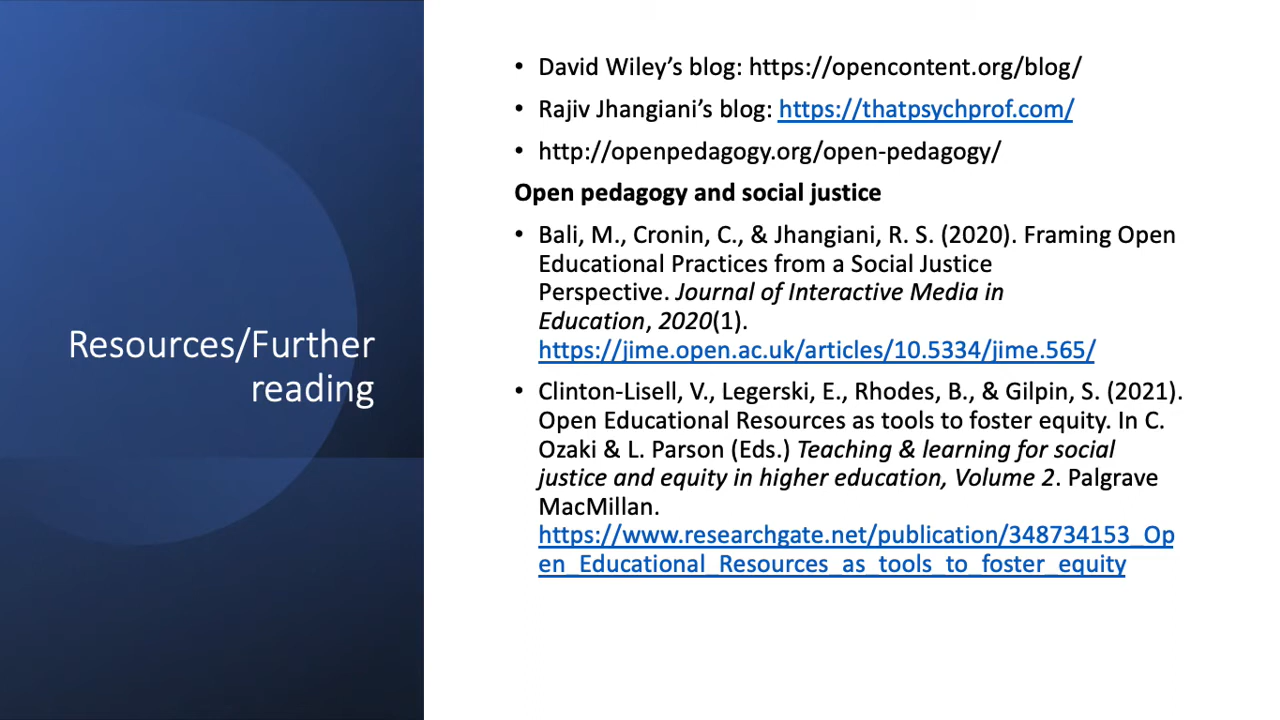 Resources/Further
reading
• David Wiley’s blog: https://opencontent.org/blog/
• Rajiv Jhangiani’s blog: https://thatpsychprof.com/
• http://openpedagogy.org/open-pedagogy/
Open pedagogy and social justice
• Bali, M., Cronin, C., & Jhangiani, R. S. (2020). Framing Open
Educational Practices from a Social Justice
Perspective. Journal of Interactive Media in
Education, 2020(1).
https://jime.open.ac.uk/articles/10.5334/jime.565/
• Clinton-Lisell, V., Legerski, E., Rhodes, B., & Gilpin, S. (2021).
Open Educational Resources as tools to foster equity. In C.
Ozaki & L. Parson (Eds.) Teaching & learning for social
justice and equity in higher education, Volume 2. Palgrave
MacMillan.
https://www.researchgate.net/publication/348734153_Op
en_Educational_Resources_as_tools_to_foster_equity